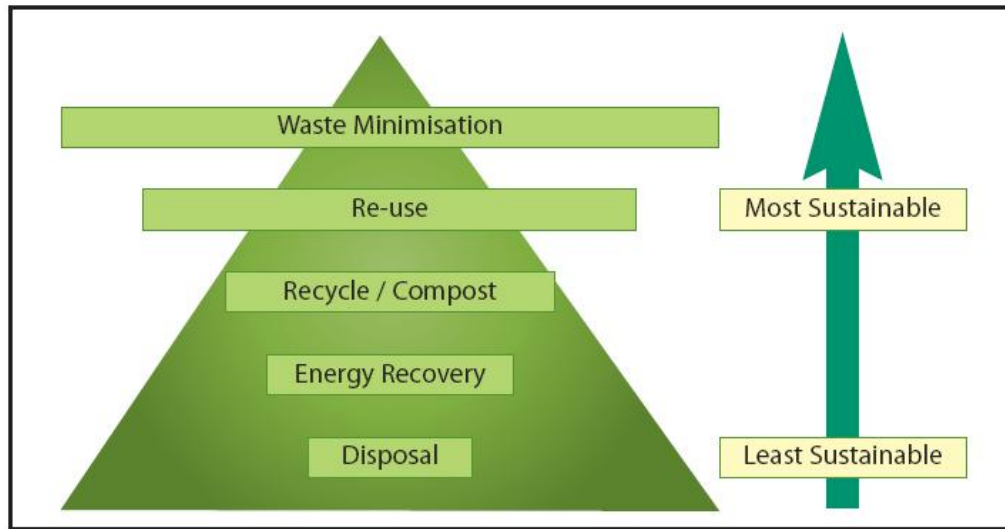 Waste Minimisation
Re-use
Most Sustainable
Recycle / Compost
Energy Recovery
Disposal
Least Sustainable